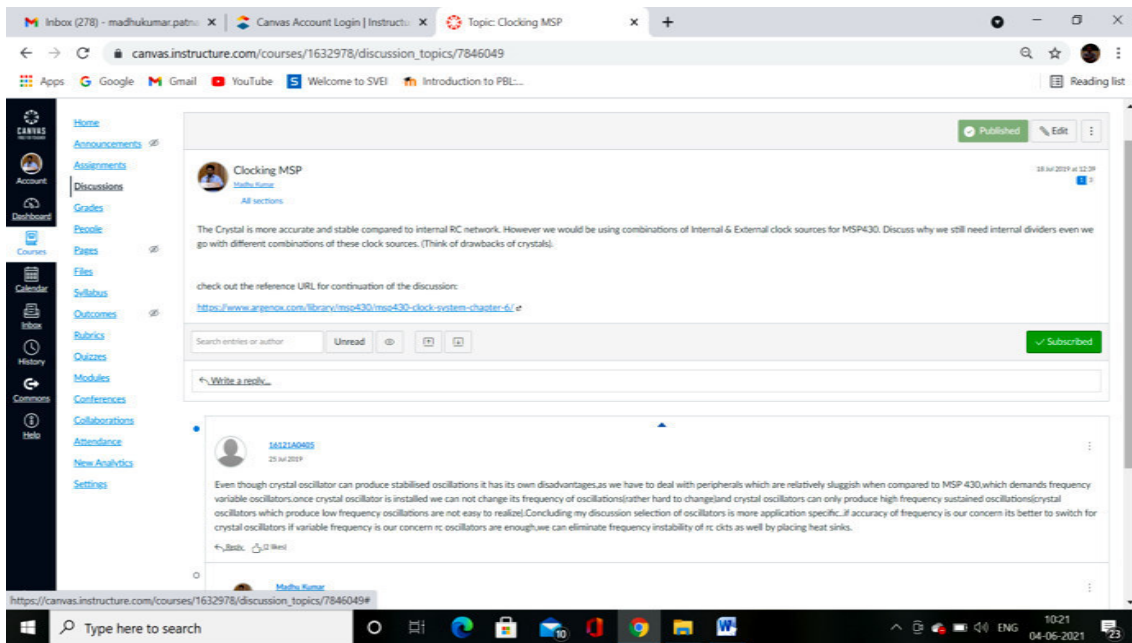 Inbox (278) - madhukumar.patna
Canvas Account Login | Instructu
Topic: Clocking MSP
canvas.instructure.com/courses/1632978/discussion_topics/7846049
Apps
Google
Gmail
YouTube
Welcome to SVEI
Introduction to PBL:...
Reading list
CANVAS
Account
Dashboard
Courses
Calendar
Inbox
History
Commons
Help
Home
Announcements
Assignments
Discussions
Grades
People
Pages
Files
Syllabus
Outcomes
Rubrics
Quizzes
Modules
Conferences
Collaborations
Attendance
New Analytics
Settings
Published
Edit
Clocking MSP
Madhu Kumar
All sections
18 Jul 2019 at 12:39
The Crystal is more accurate and stable compared to internal RC network. However we would be using combinations of Internal & External clock sources for MSP430. Discuss why we still need internal dividers even we
go with different combinations of these clock sources. (Think of drawbacks of crystals).
check out the reference URL for continuation of the discussion:
https://www.argenox.com/library/msp430/msp430-clock-system-chapter-6/
Search entries or author
Unread
Subscribed
Write a reply...
16121A0405
25 Jul 2019
Even though crystal oscillator can produce stabilised oscillations it has its own disadvantages,as we have to deal with peripherals which are relatively sluggish when compared to MSP 430,which demands frequency
variable oscillators.once crystal oscillator is installed we can not change its frequency of oscillations(rather hard to change)and crystal oscillators can only produce high frequency sustained oscillations(crystal
oscillators which produce low frequency oscillations are not easy to realize).Concluding my discussion selection of oscillators is more application specific..if accuracy of frequency is our concern its better to switch for
crystal oscillators if variable frequency is our concern rc oscillators are enough,we can eliminate frequency instability of rc ckts as well by placing heat sinks.
Reply
(2 likes)
Madhu Kumar
https://canvas.instructure.com/courses/1632978/discussion_topics/7846049#
Type here to search
10
ENG
10:21
04-06-2021
23